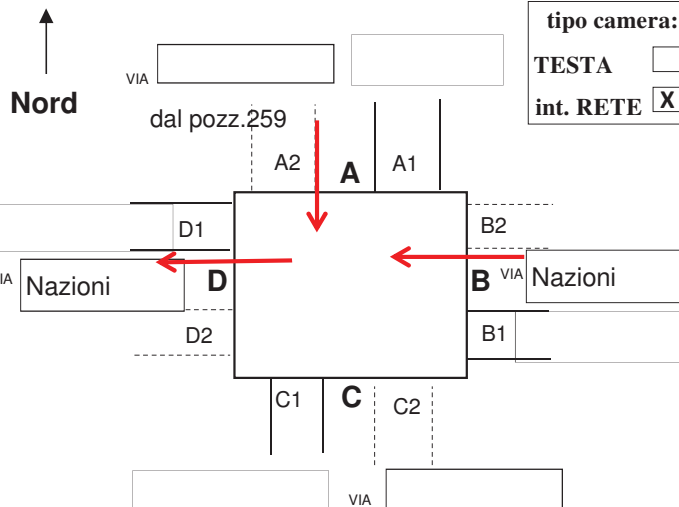 tipo camera:
TESTA
int. RETE X
Nord
VIA
dal pozz.259
A2 A A1
D1 B2
VIA Nazioni D B VIA Nazioni
D2 B1
C1 C C2
VIA